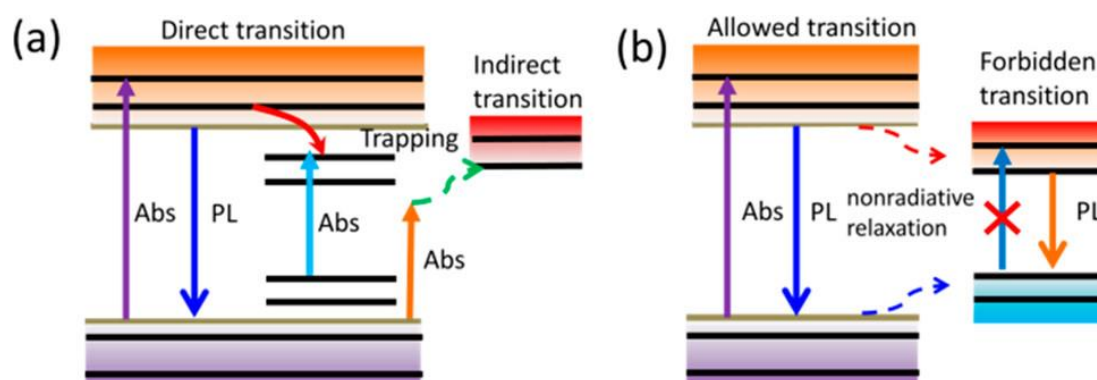 (a)
Direct transition
Indirect
transition
Trapping
Abs
PL
Abs
Abs
(b)
Allowed transition
Forbidden
transition
Abs
PL
nonradiative
relaxation
PL